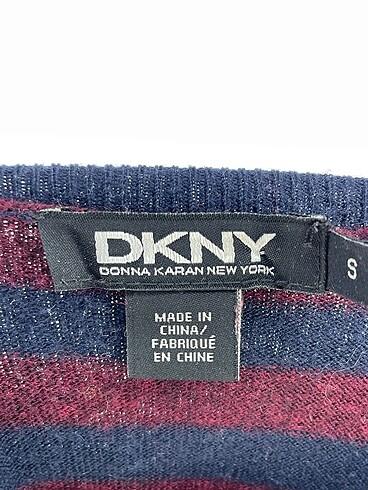 DKNY
DONNA KARAN NEW YORK
S
MADE IN
CHINA/
FABRIQUÉ
EN CHINE